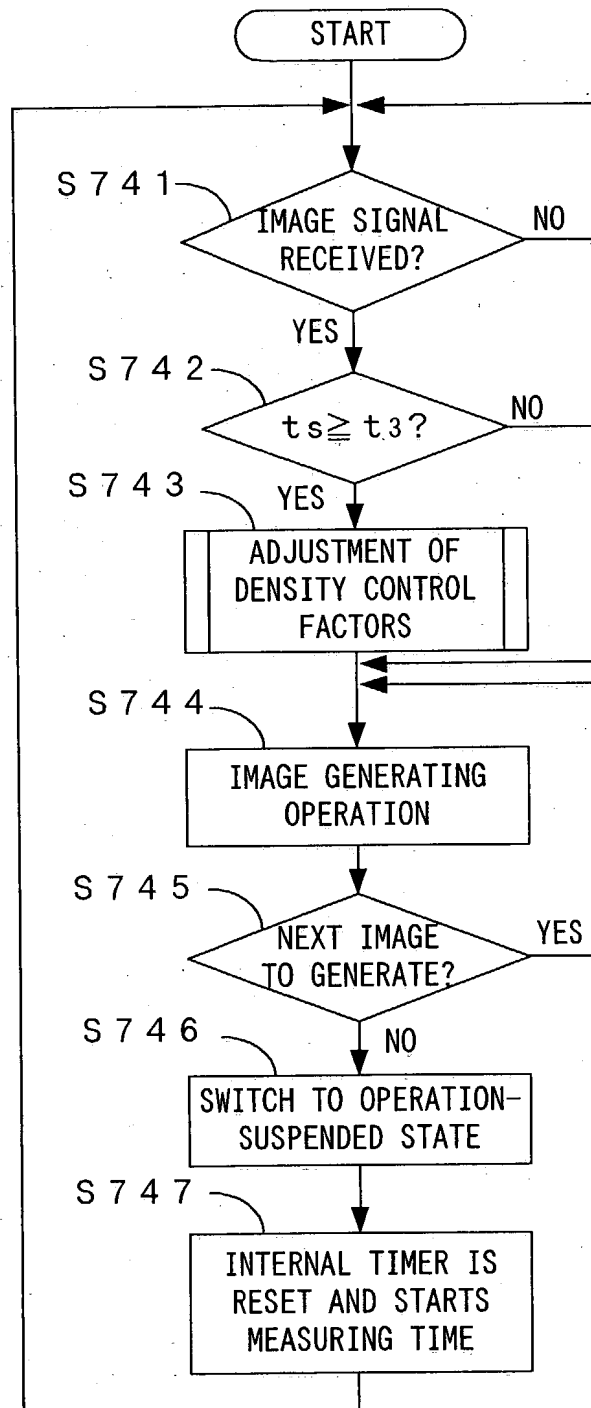 START
S741
IMAGE SIGNAL
RECEIVED?
NO
YES
S742
ts≧t3?
NO
YES
S743
ADJUSTMENT OF
DENSITY CONTROL
FACTORS
S744
IMAGE GENERATING
OPERATION
S745
NEXT IMAGE
TO GENERATE?
YES
NO
S746
SWITCH TO OPERATION-
SUSPENDED STATE
S747
INTERNAL TIMER IS
RESET AND STARTS
MEASURING TIME